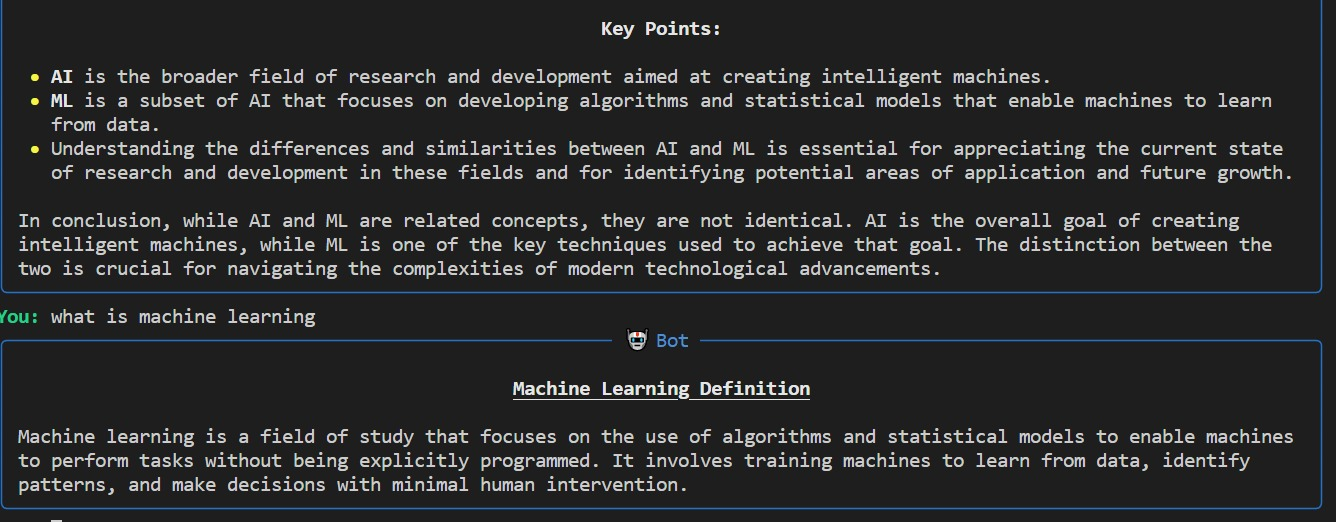 Key Points:
• AI is the broader field of research and development aimed at creating intelligent machines.
• ML is a subset of AI that focuses on developing algorithms and statistical models that enable machines to learn
from data.
• Understanding the differences and similarities between AI and ML is essential for appreciating the current state
of research and development in these fields and for identifying potential areas of application and future growth.
In conclusion, while AI and ML are related concepts, they are not identical. AI is the overall goal of creating
intelligent machines, while ML is one of the key techniques used to achieve that goal. The distinction between the
two is crucial for navigating the complexities of modern technological advancements.
You: what is machine learning
Bot
Machine Learning Definition
Machine learning is a field of study that focuses on the use of algorithms and statistical models to enable machines
to perform tasks without being explicitly programmed. It involves training machines to learn from data, identify
patterns, and make decisions with minimal human intervention.